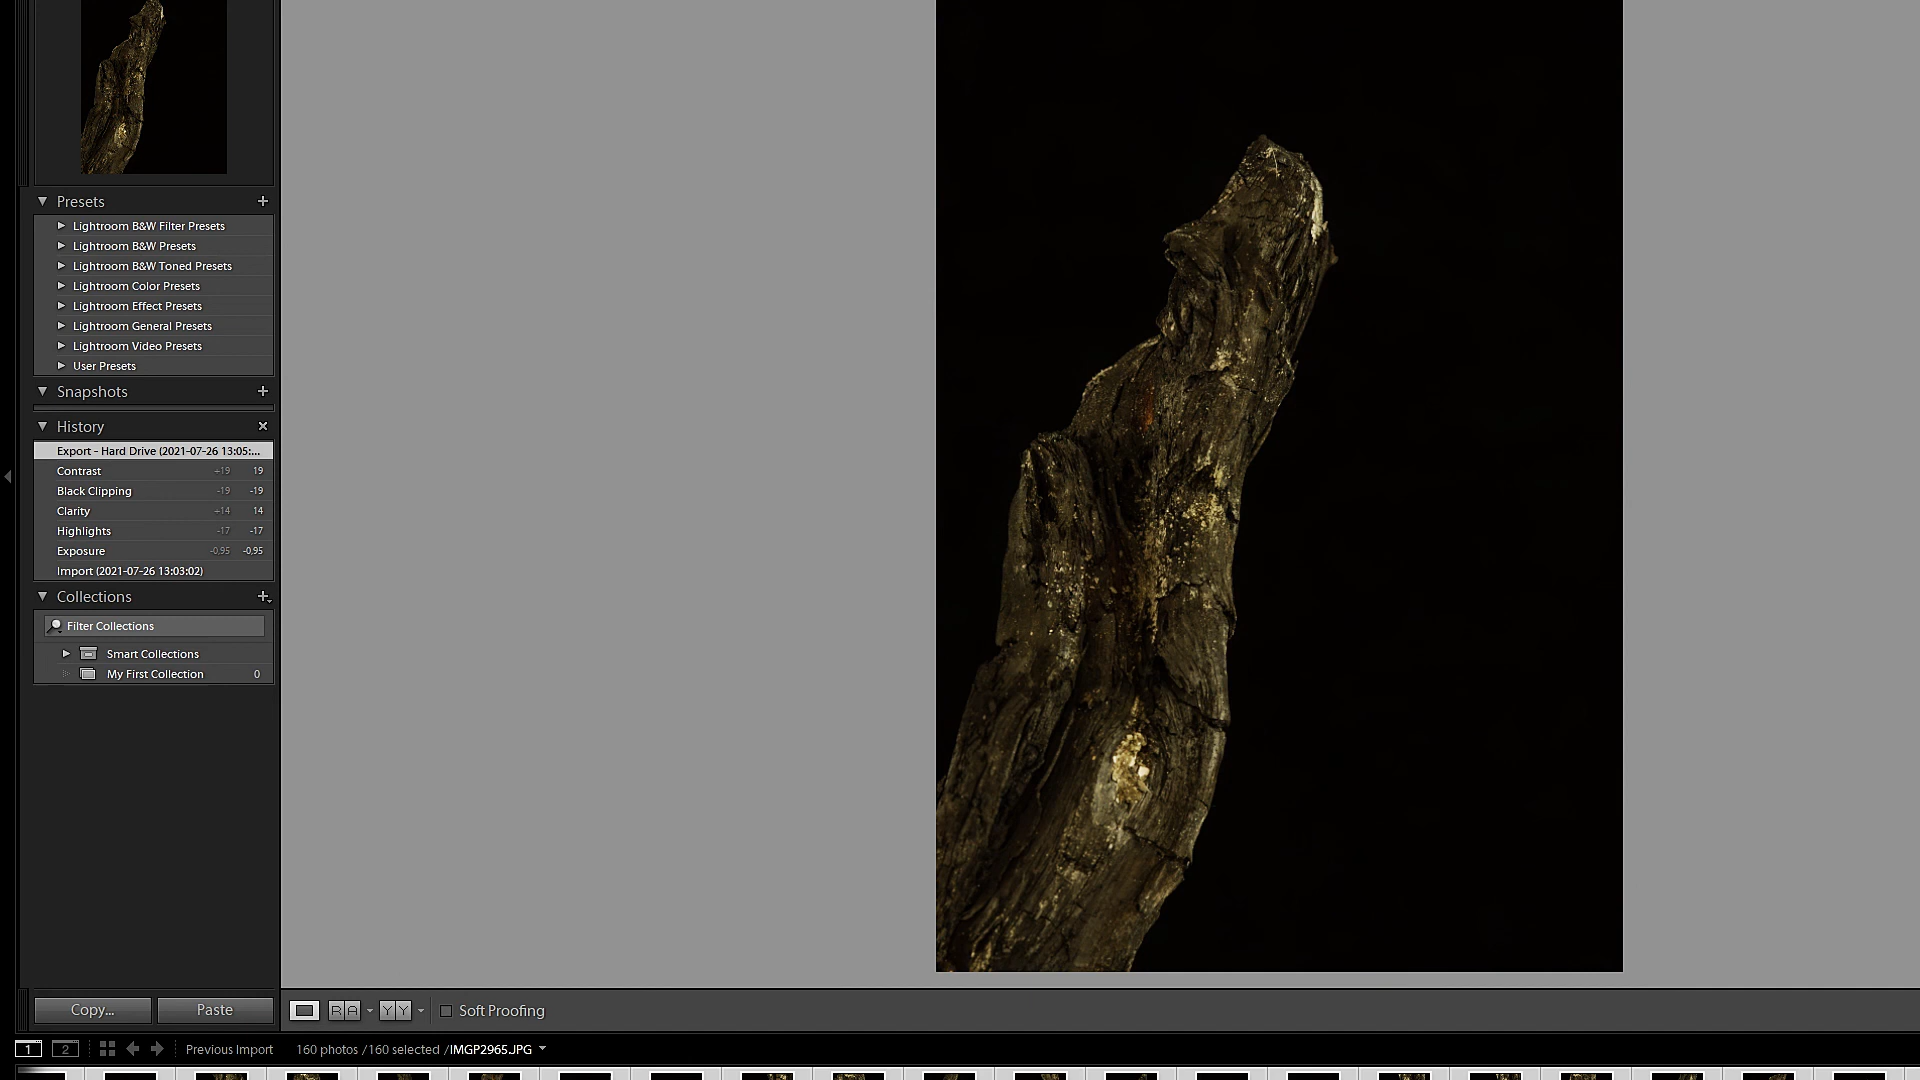 Presets +
Lightroom B&W Filter Presets
Lightroom B&W Presets
Lightroom B&W Toned Presets
Lightroom Color Presets
Lightroom Effect Presets
Lightroom General Presets
Lightroom Video Presets
User Presets
Snapshots +
History ×
Export - Hard Drive (2021-07-26 13:05:...
Contrast +19 19
Black Clipping -19 -19
Clarity +14 14
Highlights -17 -17
Exposure -0,95 -0,95
Import (2021-07-26 13:03:02)
Collections +
Filter Collections
Smart Collections
My First Collection 0
Copy... Paste R A Y Y Soft Proofing
1 2 Previous Import 160 photos /160 selected /IMGP2965.JPG